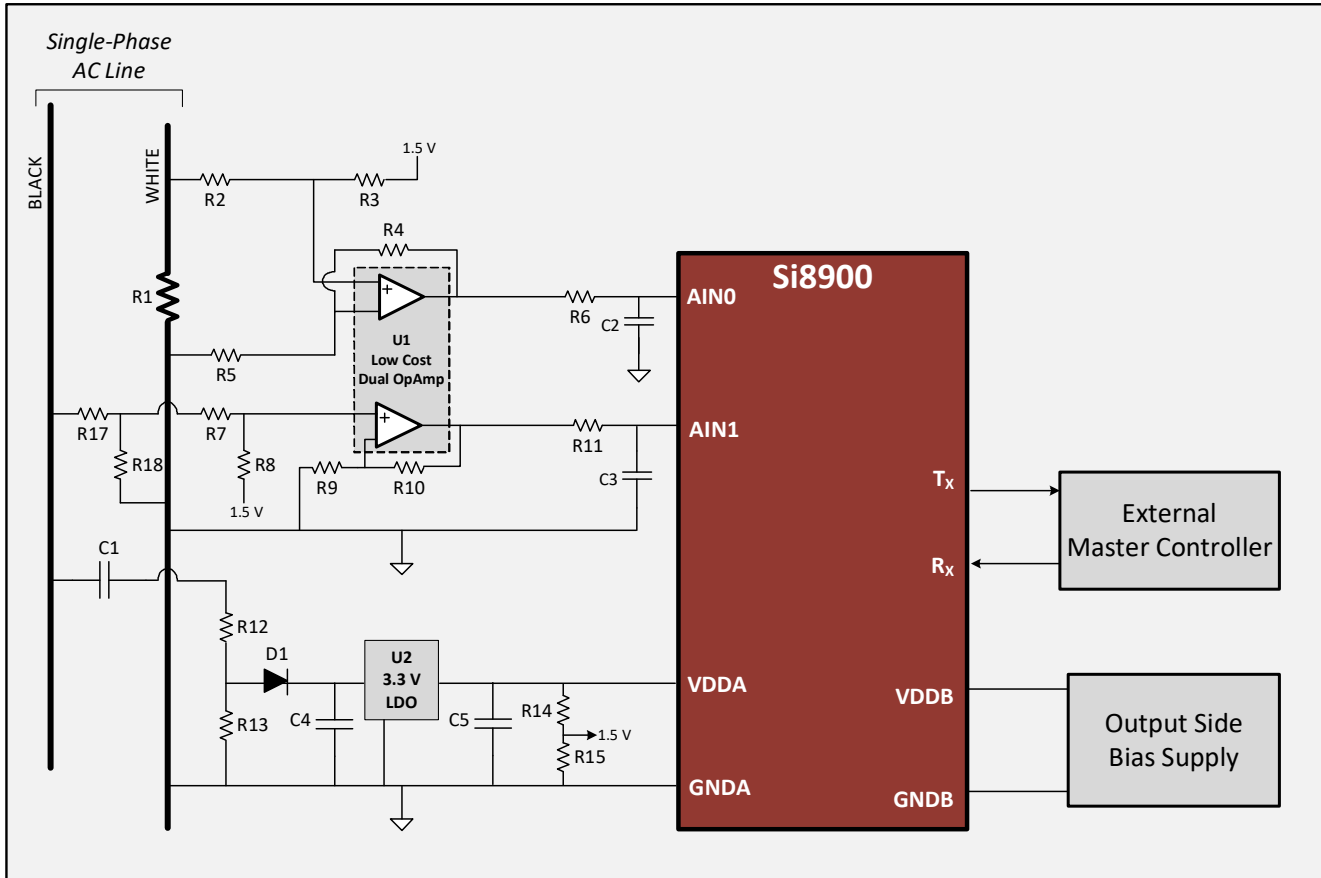 Single-Phase
AC Line
BLACK
WHITE
1.5 V
R2
R3
R4
R1
+
U1
Low Cost
Dual OpAmp
R5
R6
C2
Si8900
AIN0
R17
R18
R7
R8
1.5 V
+
R9
R10
R11
C3
AIN1
TX
RX
External
Master Controller
C1
R12
D1
R13
C4
U2
3.3 V
LDO
C5
R14
1.5 V
R15
VDDA
GNDA
VDDB
GNDB
Output Side
Bias Supply